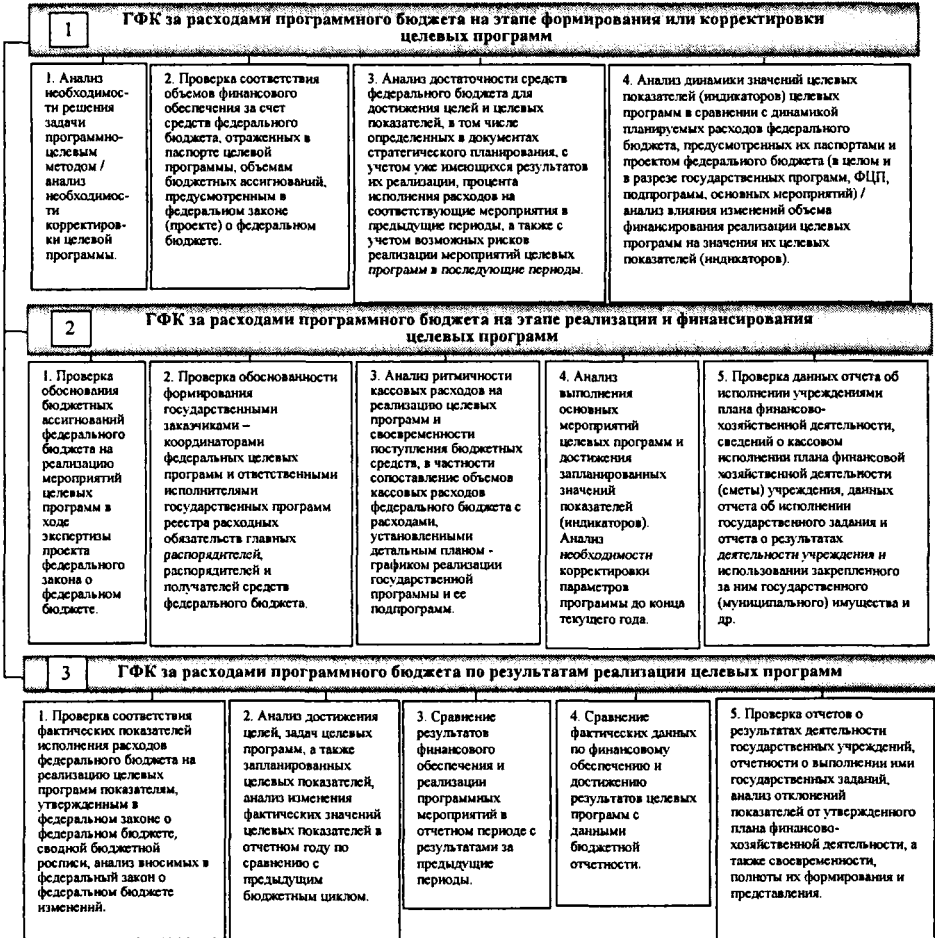 1
ГФК за расходами программного бюджета на этапе формирования или корректировки
целевых программ
1. Анализ
необходимос-
ти решения
задачи
программно-
целевым
методом /
анализ
необходимос-
ти
корректиров-
ки целевой
программы.
2. Проверка соответствия
объемов финансового
обеспечения за счет
средств федерального
бюджета, отраженных в
паспорте целевой
программы, объемам
бюджетных ассигнований,
предусмотренным в
федеральном законе
(проекте) о федеральном
бюджете.
3. Анализ достаточности средств
федерального бюджета для
достижения целей и целевых
показателей, в том числе
определенных в документах
стратегического планирования, с
учетом уже имеющихся результатов
их реализации, процента
исполнения расходов на
соответствующие мероприятия в
предыдущие периоды, а также с
учетом возможных рисков
реализации мероприятий целевых
программ в последующие периоды.
4. Анализ динамики значений целевых
показателей (индикаторов) целевых
программ в сравнении с динамикой
планируемых расходов федерального
бюджета, предусмотренных их паспортами и
проектом федерального бюджета (в целом и
в разрезе государственных программ, ФЦП,
подпрограмм, основных мероприятий) /
анализ влияния изменений объема
финансирования реализации целевых
программ на значения их целевых
показателей (индикаторов).
2
ГФК за расходами программного бюджета на этапе реализации и финансирования
целевых программ
1. Проверка
обоснования
бюджетных
ассигнований
федерального
бюджета на
реализацию
мероприятий
целевых
программ в
ходе
экспертизы
проекта
федерального
закона о
федеральном
бюджете.
2. Проверка обоснованности
формирования
государственными
заказчиками –
координаторами
федеральных целевых
программ и ответственными
исполнителями
государственных программ
реестра расходных
обязательств главных
распорядителей,
распорядителей и
получателей средств
федерального бюджета.
3. Анализ ритмичности
кассовых расходов на
реализацию целевых
программ и
своевременности
поступления бюджетных
средств, в частности
сопоставление объемов
кассовых расходов
федерального бюджета с
расходами,
установленными
детальным планом -
графиком реализации
государственной
программы и ее
подпрограмм.
4. Анализ
выполнения
основных
мероприятий
целевых программ и
достижения
запланированных
значений
показателей
(индикаторов).
Анализ
необходимости
корректировки
параметров
программы до конца
текущего года.
5. Проверка данных отчета об
исполнении учреждениями
плана финансово-
хозяйственной деятельности,
сведений о кассовом
исполнении плана финансовой
хозяйственной деятельности
(сметы) учреждения, данных
отчета об исполнении
государственного задания и
отчета о результатах
деятельности учреждения и
использовании закрепленного
за ним государственного
(муниципального) имущества и
др.
3
ГФК за расходами программного бюджета по результатам реализации целевых программ
1. Проверка соответствия
фактических показателей
исполнения расходов
федерального бюджета на
реализацию целевых
программ показателям,
утвержденным в
федеральном законе о
федеральном бюджете,
сводной бюджетной
росписи, анализ вносимых в
федеральный закон о
федеральном бюджете
изменений.
2. Анализ достижения
целей, задач целевых
программ, а также
запланированных
целевых показателей,
анализ изменения
фактических значений
целевых показателей в
отчетном году по
сравнению с
предыдущим
бюджетным циклом.
3. Сравнение
результатов
финансового
обеспечения и
реализации
программных
мероприятий в
отчетном периоде с
результатами за
предыдущие
периоды.
4. Сравнение
фактических данных
по финансовому
обеспечению и
достижению
результатов целевых
программ с
данными
бюджетной
отчетности.
5. Проверка отчетов о
результатах деятельности
государственных учреждений,
отчетности о выполнении ими
государственных заданий,
анализ отклонений
показателей от утвержденного
плана финансово-
хозяйственной деятельности, а
также своевременности,
полноты их формирования и
представления.